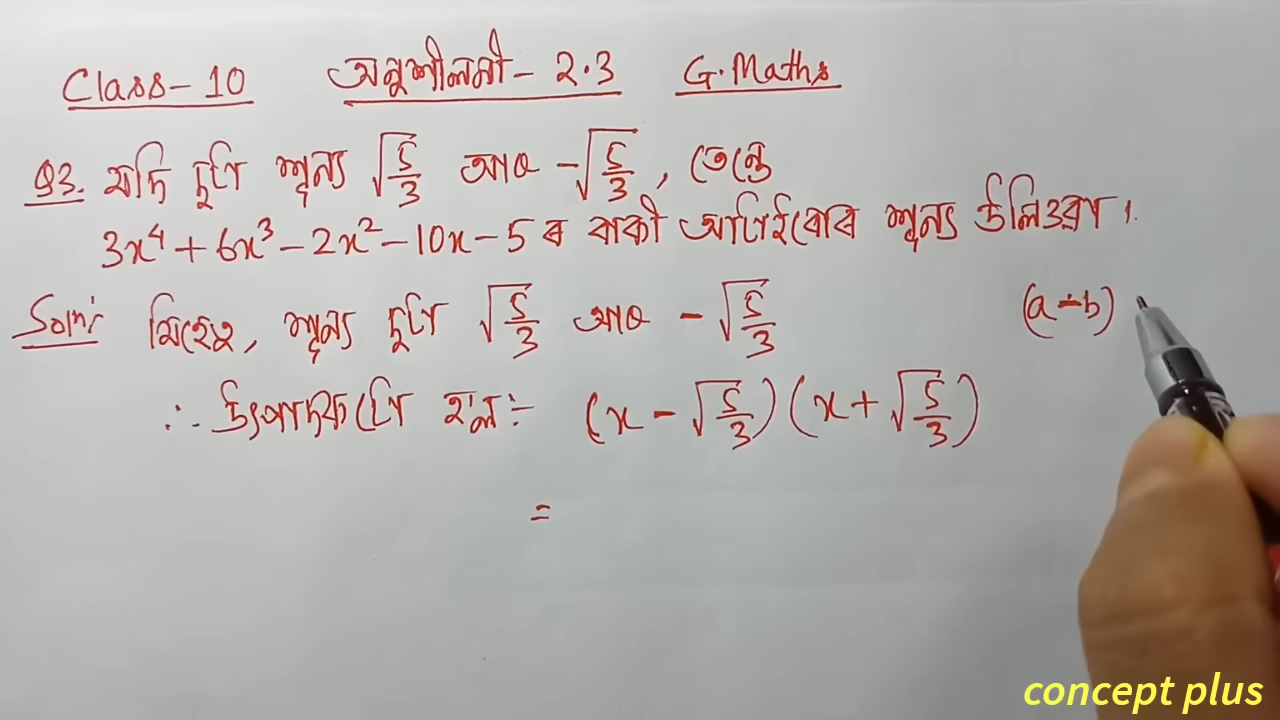 Class-10 অনুশীলনী-2.3 G.Maths
Q3. যদি দুটা শূন্য √5/3 আৰু -√5/3, তেন্তে
3x⁴ + 6x³ - 2x² - 10x - 5 ৰ বাকী আটাইবোৰ শূন্য উলিওৱা।
Soln: যিহেতু, শূন্য দুটা √5/3 আৰু -√5/3
∴ উৎপাদকটো হ'ল:- (x - √5/3)(x + √5/3)
(a-b)
=
concept plus